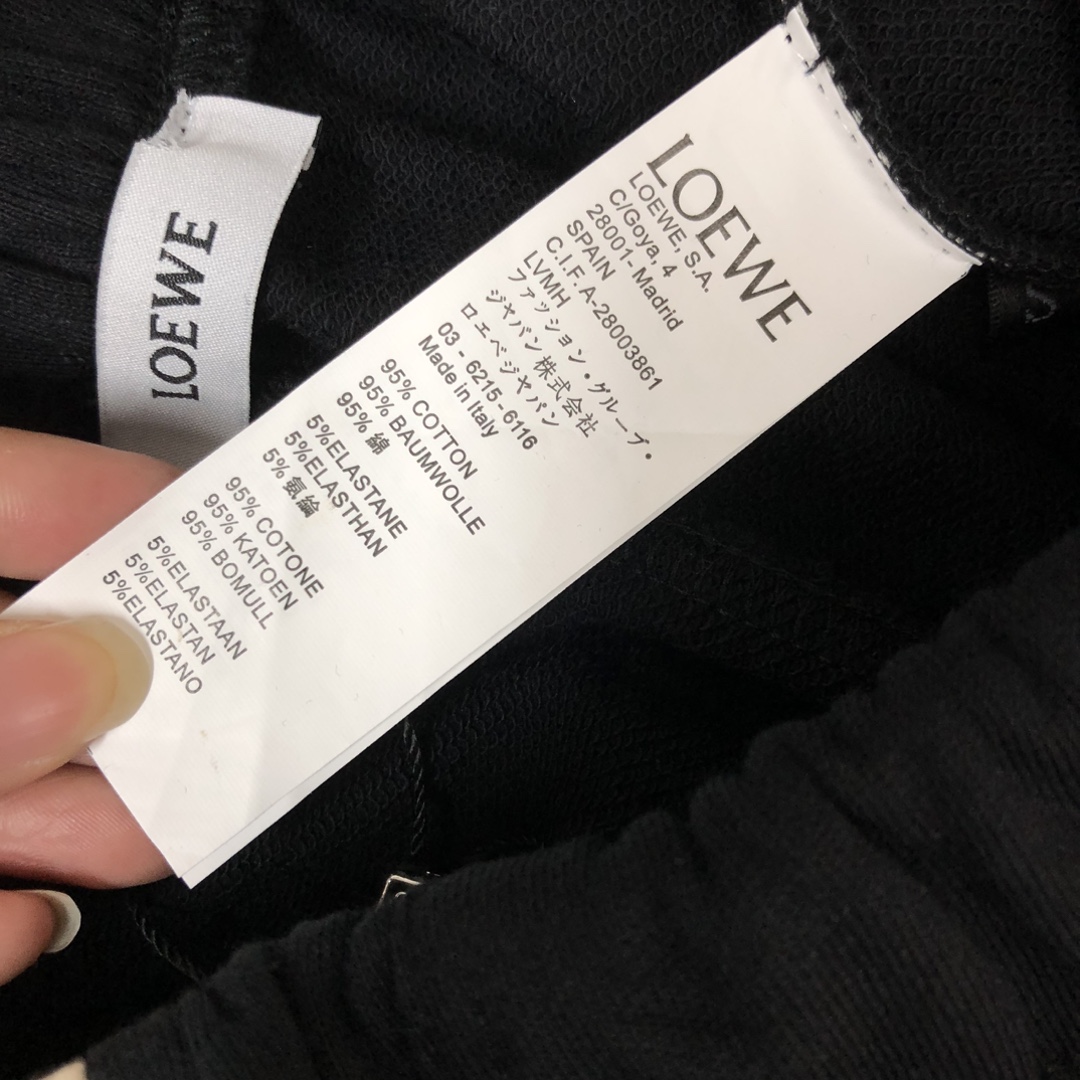 LOEWE
LOEWE
LOEWE, S.A.
C/Goya, 4
28001-Madrid
SPAIN
C.I.F. A-28003861
LVMH
ファッション・グループ・
ジャパン 株式会社
ロエベジャパン
03 - 6215 - 6116
Made in Italy
95% COTTON
95% BAUMWOLLE
95% 綿
5%ELASTANE
5%ELASTHAN
5% 氨綸
95% COTONE
95% KATOEN
95% BOMULL
5%ELASTAAN
5%ELASTAN
5%ELASTANO